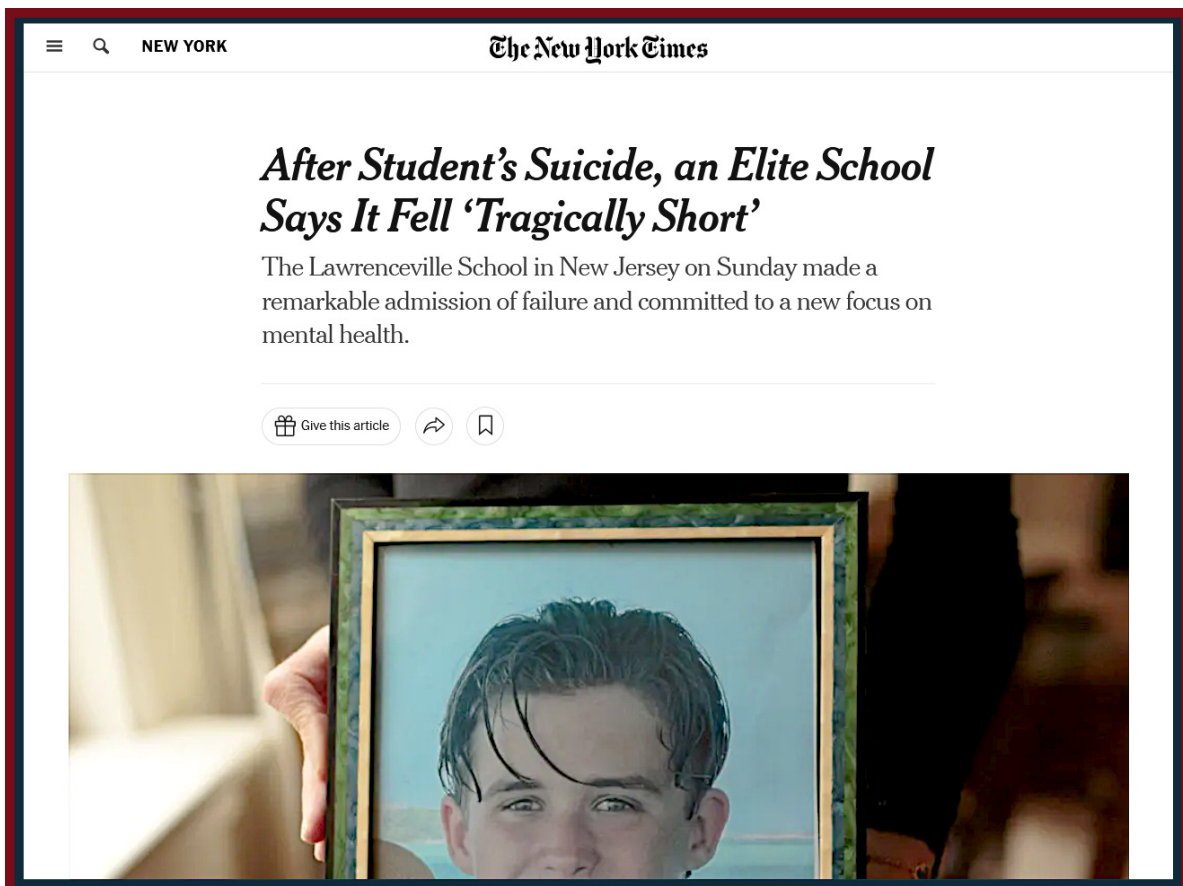 NEW YORK
The New York Times
After Student’s Suicide, an Elite School
Says It Fell ‘Tragically Short’
The Lawrenceville School in New Jersey on Sunday made a
remarkable admission of failure and committed to a new focus on
mental health.
Give this article